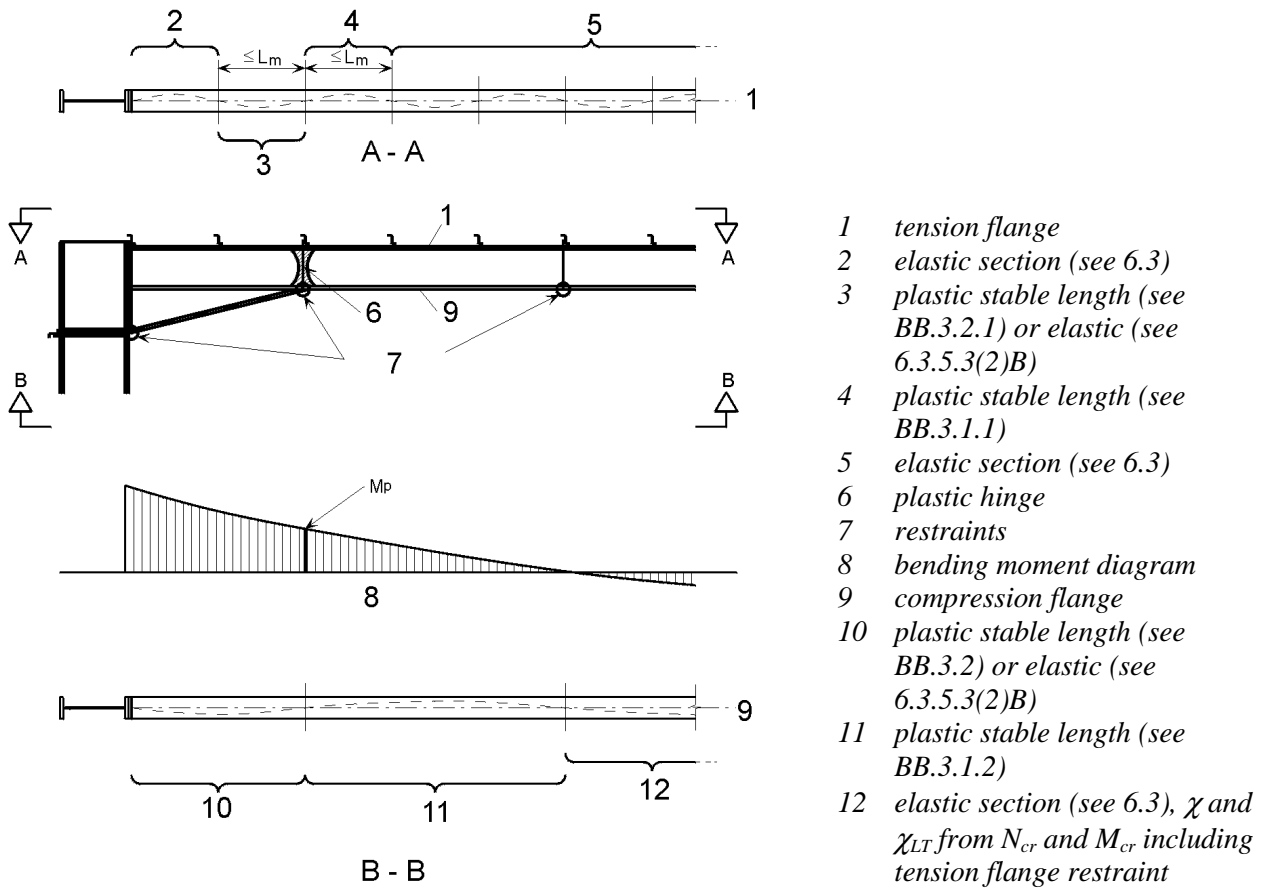 2
4
5
≤Lm
≤Lm
1
3
A - A
1
A
A
6
9
7
B
B
Mp
8
9
10
11
12
B - B
1 tension flange
2 elastic section (see 6.3)
3 plastic stable length (see
BB.3.2.1) or elastic (see
6.3.5.3(2)B)
4 plastic stable length (see
BB.3.1.1)
5 elastic section (see 6.3)
6 plastic hinge
7 restraints
8 bending moment diagram
9 compression flange
10 plastic stable length (see
BB.3.2) or elastic (see
6.3.5.3(2)B)
11 plastic stable length (see
BB.3.1.2)
12 elastic section (see 6.3), χ and
χLT from Ncr and Mcr including
tension flange restraint